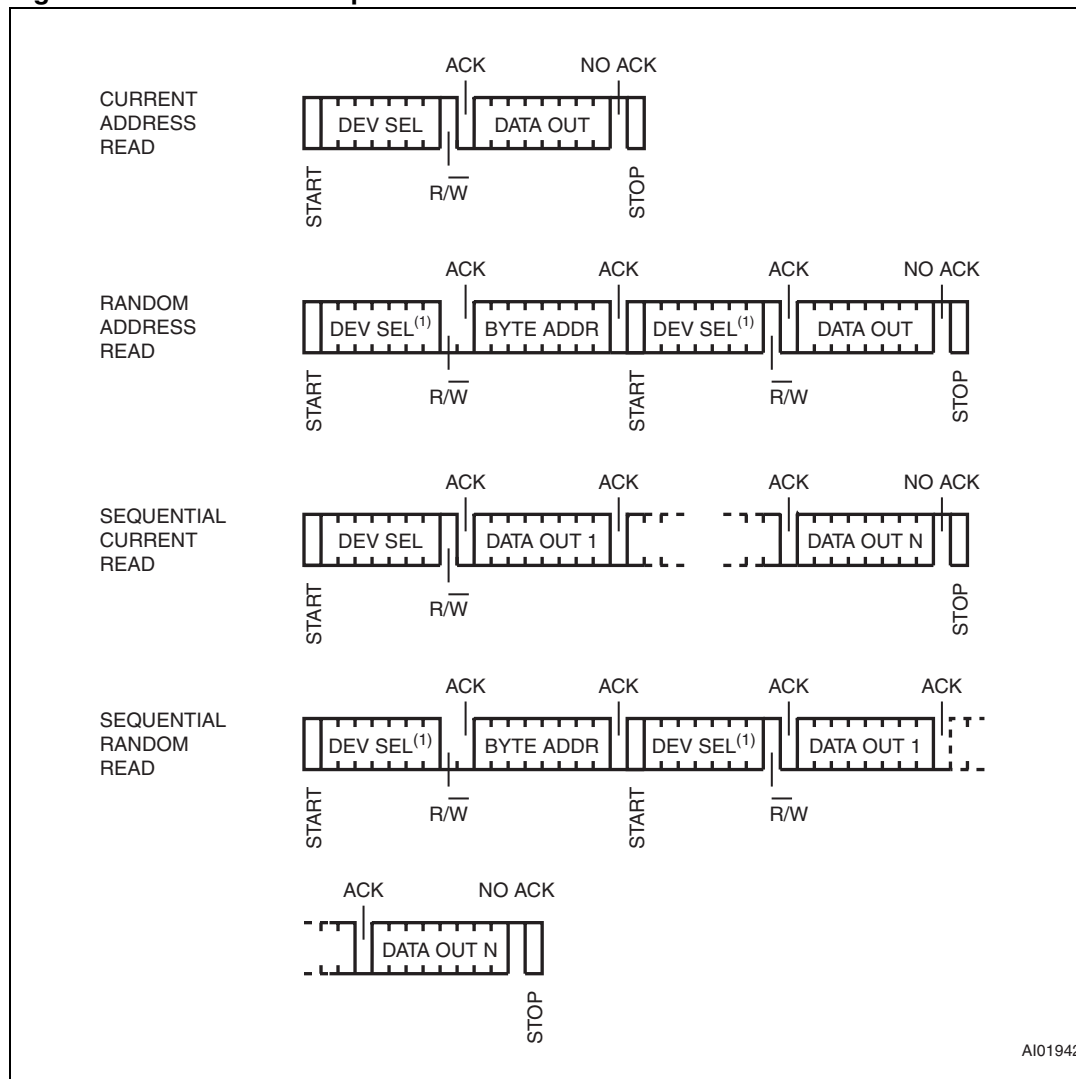 ACK NO ACK
CURRENT
ADDRESS
READ
DEV SEL DATA OUT
START R/W̅ STOP
ACK ACK ACK NO ACK
RANDOM
ADDRESS
READ
DEV SEL(1) BYTE ADDR DEV SEL(1) DATA OUT
START R/W̅ START R̅/W STOP
ACK ACK ACK NO ACK
SEQUENTIAL
CURRENT
READ
DEV SEL DATA OUT 1 DATA OUT N
START R/W̅ STOP
ACK ACK ACK ACK
SEQUENTIAL
RANDOM
READ
DEV SEL(1) BYTE ADDR DEV SEL(1) DATA OUT 1
START R/W̅ START R̅/W
ACK NO ACK
DATA OUT N
STOP
AI01942